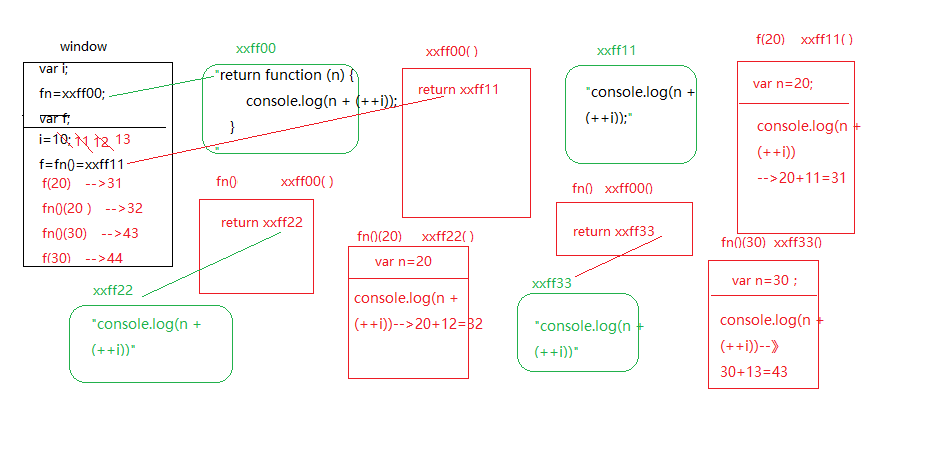 window
var i;
fn=xxff00;
var f;
i=10; 11 12 13
f=fn()=xxff11
f(20) -->31
fn()(20 ) -->32
fn()(30) -->43
f(30) -->44
xxff00
"return function (n) {
console.log(n + (++i));
}
"
xxff00( )
return xxff11
xxff11
"console.log(n +
(++i));"
f(20) xxff11( )
var n=20;
console.log(n +
(++i))
-->20+11=31
fn() xxff00( )
return xxff22
xxff22
"console.log(n +
(++i))"
fn()(20) xxff22( )
var n=20
console.log(n +
(++i))-->20+12=32
fn() xxff00()
return xxff33
xxff33
"console.log(n +
(++i))"
fn()(30) xxff33()
var n=30 ;
console.log(n +
(++i))--》
30+13=43